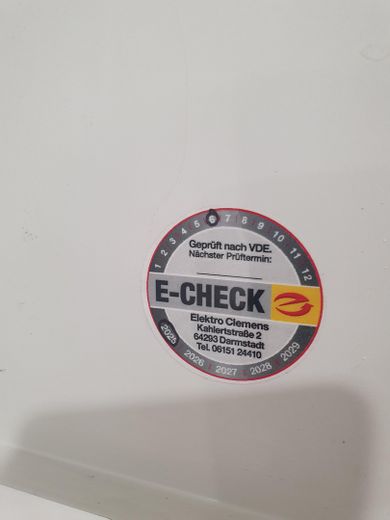 1 2 3 4 5 6 7 8 9 10 11 12
Geprüft nach VDE.
Nächster Prüftermin:
E-CHECK
Elektro Clemens
Kahlertstraße 2
64293 Darmstadt
Tel. 06151 24410
2025 2026 2027 2028 2029